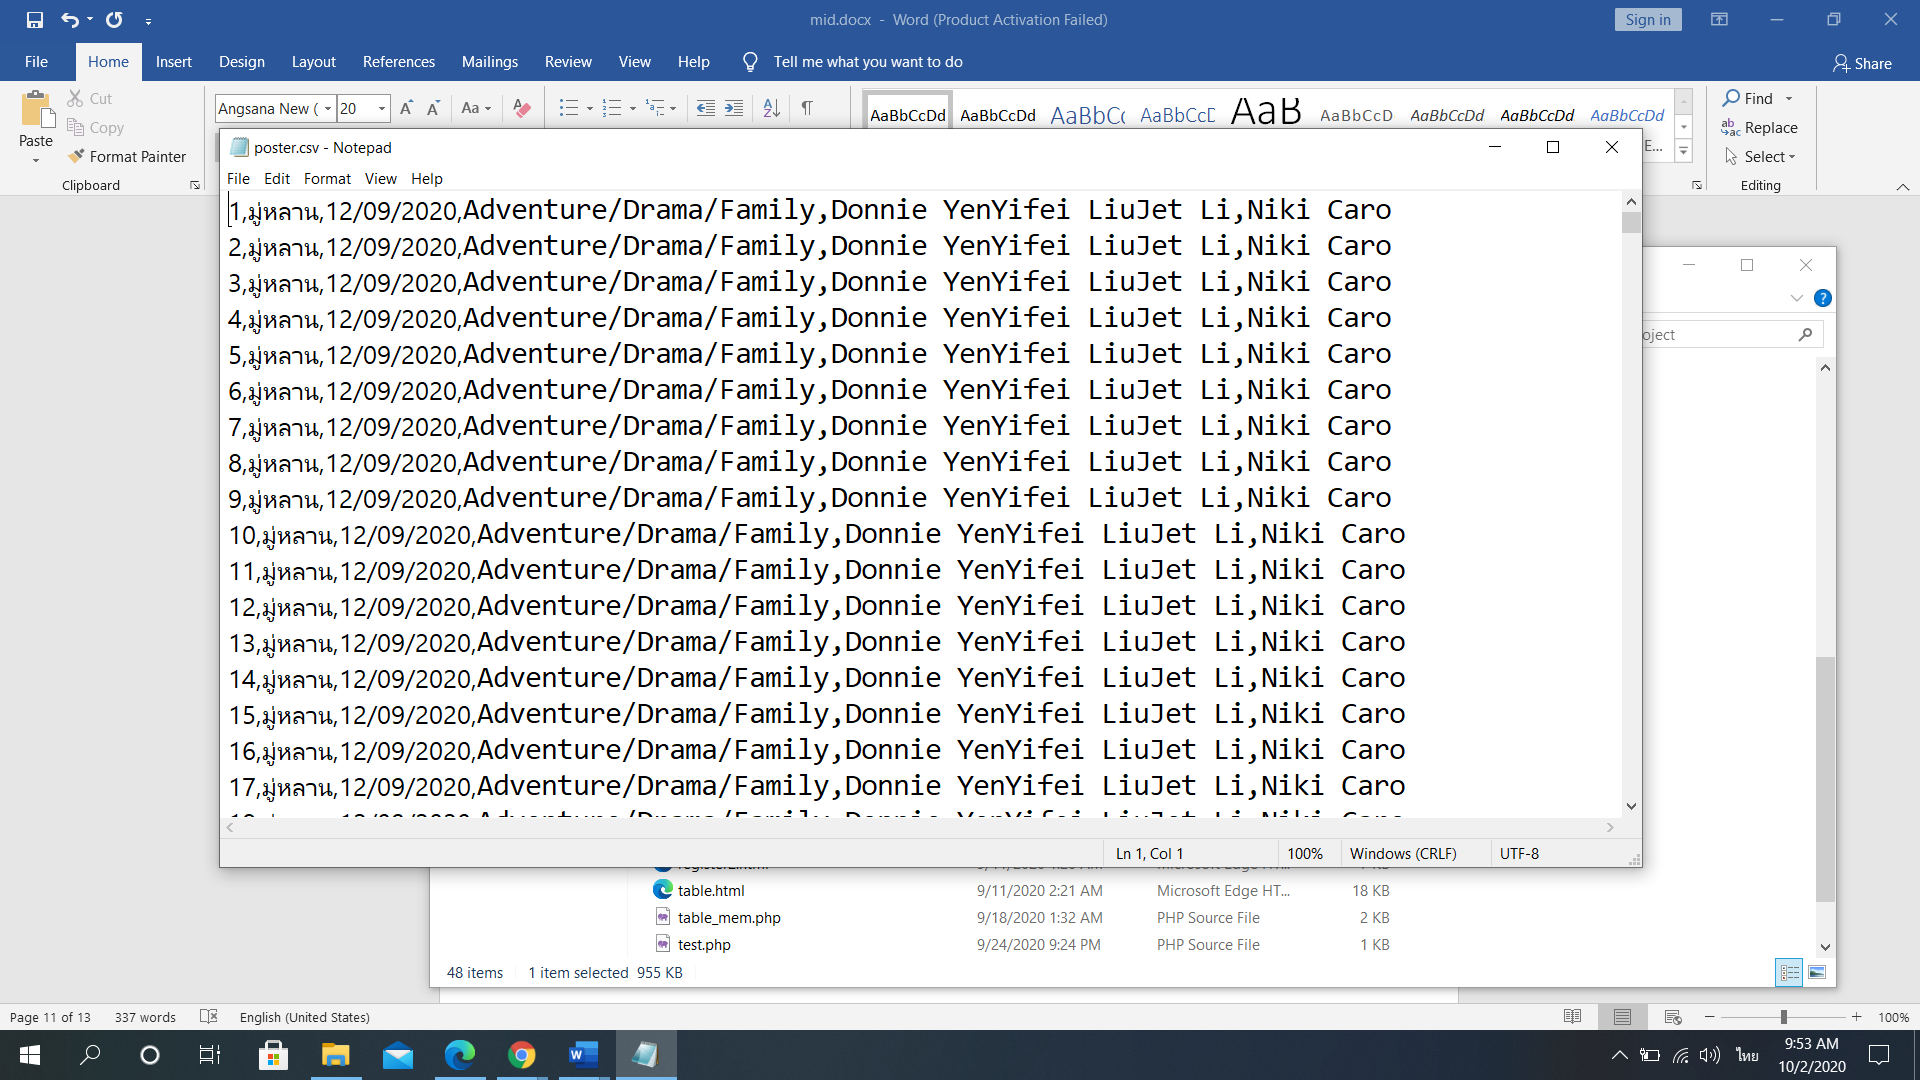 mid.docx - Word (Product Activation Failed)
Sign in
File Home Insert Design Layout References Mailings Review View Help Tell me what you want to do
Share
Paste
Cut
Copy
Format Painter
Clipboard
Angsana New (
20
AaBbCcDd AaBbCcDd AaBbCc AaBbCcD AaB AaBbCcD AaBbCcDd AaBbCcDd AaBbCcDd
E...
Find
Replace
Select
Editing
poster.csv - Notepad
File Edit Format View Help
1,มู่หลาน,12/09/2020,Adventure/Drama/Family,Donnie YenYifei LiuJet Li,Niki Caro
2,มู่หลาน,12/09/2020,Adventure/Drama/Family,Donnie YenYifei LiuJet Li,Niki Caro
3,มู่หลาน,12/09/2020,Adventure/Drama/Family,Donnie YenYifei LiuJet Li,Niki Caro
4,มู่หลาน,12/09/2020,Adventure/Drama/Family,Donnie YenYifei LiuJet Li,Niki Caro
5,มู่หลาน,12/09/2020,Adventure/Drama/Family,Donnie YenYifei LiuJet Li,Niki Caro
6,มู่หลาน,12/09/2020,Adventure/Drama/Family,Donnie YenYifei LiuJet Li,Niki Caro
7,มู่หลาน,12/09/2020,Adventure/Drama/Family,Donnie YenYifei LiuJet Li,Niki Caro
8,มู่หลาน,12/09/2020,Adventure/Drama/Family,Donnie YenYifei LiuJet Li,Niki Caro
9,มู่หลาน,12/09/2020,Adventure/Drama/Family,Donnie YenYifei LiuJet Li,Niki Caro
10,มู่หลาน,12/09/2020,Adventure/Drama/Family,Donnie YenYifei LiuJet Li,Niki Caro
11,มู่หลาน,12/09/2020,Adventure/Drama/Family,Donnie YenYifei LiuJet Li,Niki Caro
12,มู่หลาน,12/09/2020,Adventure/Drama/Family,Donnie YenYifei LiuJet Li,Niki Caro
13,มู่หลาน,12/09/2020,Adventure/Drama/Family,Donnie YenYifei LiuJet Li,Niki Caro
14,มู่หลาน,12/09/2020,Adventure/Drama/Family,Donnie YenYifei LiuJet Li,Niki Caro
15,มู่หลาน,12/09/2020,Adventure/Drama/Family,Donnie YenYifei LiuJet Li,Niki Caro
16,มู่หลาน,12/09/2020,Adventure/Drama/Family,Donnie YenYifei LiuJet Li,Niki Caro
17,มู่หลาน,12/09/2020,Adventure/Drama/Family,Donnie YenYifei LiuJet Li,Niki Caro
Ln 1, Col 1 100% Windows (CRLF) UTF-8
oject
table.html 9/11/2020 2:21 AM Microsoft Edge HT... 18 KB
table_mem.php 9/18/2020 1:32 AM PHP Source File 2 KB
test.php 9/24/2020 9:24 PM PHP Source File 1 KB
48 items 1 item selected 955 KB
Page 11 of 13 337 words English (United States) 100%
ไทย
9:53 AM
10/2/2020